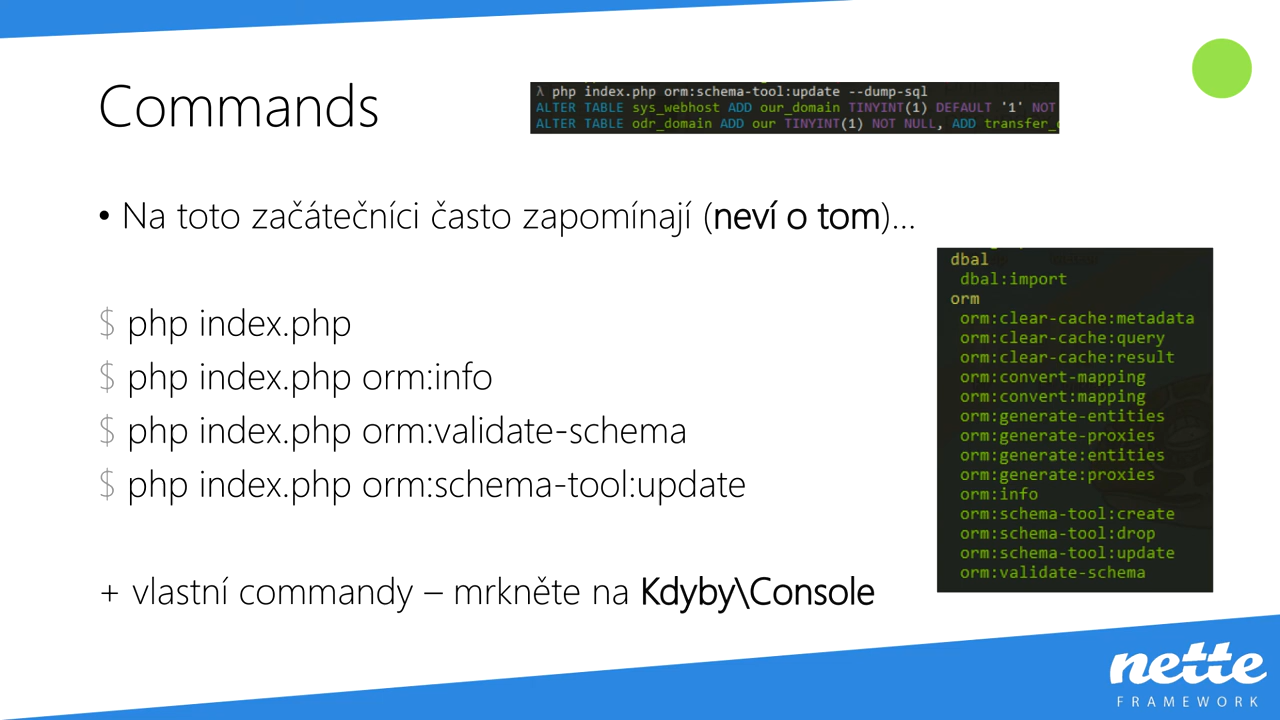 Commands
λ php index.php orm:schema-tool:update --dump-sql
ALTER TABLE sys_webhost ADD our_domain TINYINT(1) DEFAULT '1' NOT
ALTER TABLE odr_domain ADD our TINYINT(1) NOT NULL, ADD transfer_
• Na toto začátečníci často zapomínají (neví o tom)...
$ php index.php
$ php index.php orm:info
$ php index.php orm:validate-schema
$ php index.php orm:schema-tool:update
+ vlastní commandy – mrkněte na Kdyby\Console
dbal
dbal:import
orm
orm:clear-cache:metadata
orm:clear-cache:query
orm:clear-cache:result
orm:convert-mapping
orm:convert:mapping
orm:generate-entities
orm:generate-proxies
orm:generate:entities
orm:generate:proxies
orm:info
orm:schema-tool:create
orm:schema-tool:drop
orm:schema-tool:update
orm:validate-schema
nette
FRAMEWORK